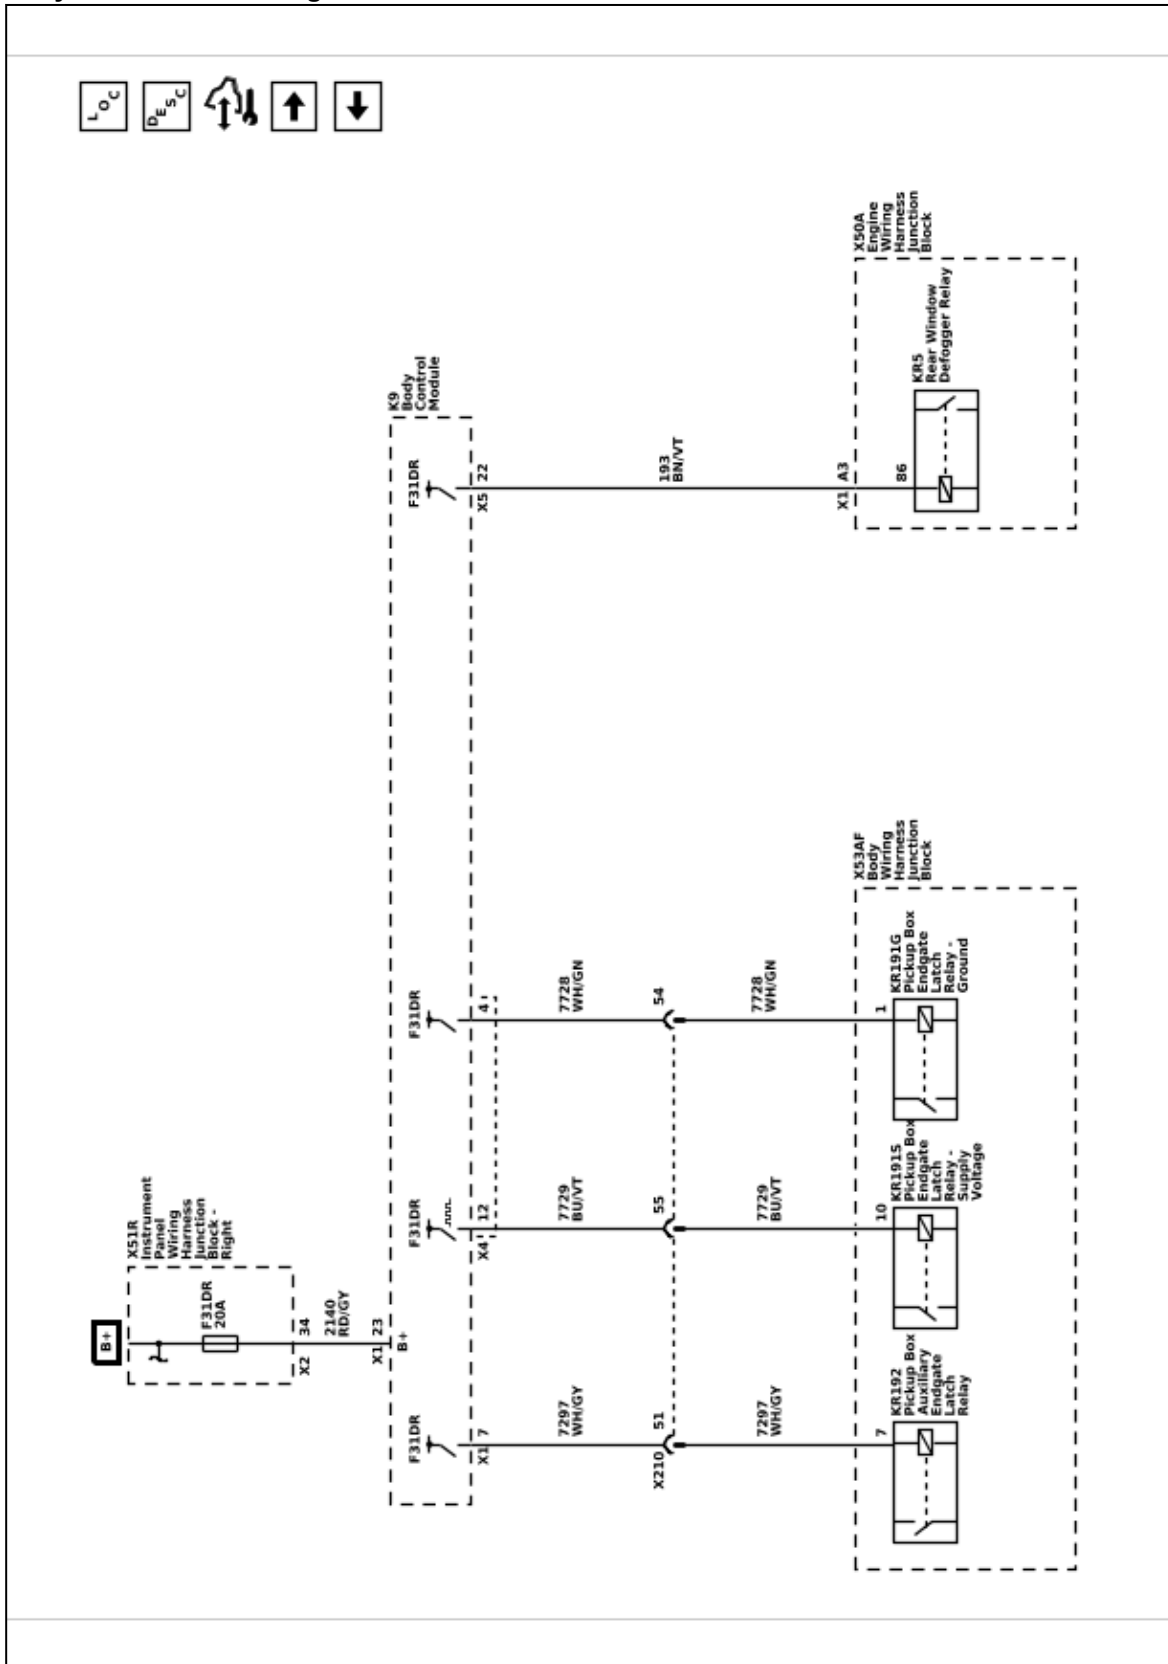 LOC
DESC
B+
X51R
Instrument
Panel
Wiring
Harness
Junction
Block -
Right
F31DR
20A
X2 34
2140
RD/GY
X1 23
B+
K9
Body
Control
Module
F31DR
X1 7
7297
WH/GY
X210 51
7297
WH/GY
7
KR192
Pickup Box
Auxiliary
Endgate
Latch
Relay
F31DR
X4 12
7729
BU/VT
55
7729
BU/VT
10
KR191S
Pickup Box
Endgate
Latch
Relay -
Supply
Voltage
F31DR
4
7728
WH/GN
54
7728
WH/GN
1
KR191G
Pickup Box
Endgate
Latch
Relay -
Ground
X53AF
Body
Wiring
Harness
Junction
Block
F31DR
X5 22
193
BN/VT
X1 A3
86
KR5
Rear Window
Defogger Relay
X50A
Engine
Wiring
Harness
Junction
Block